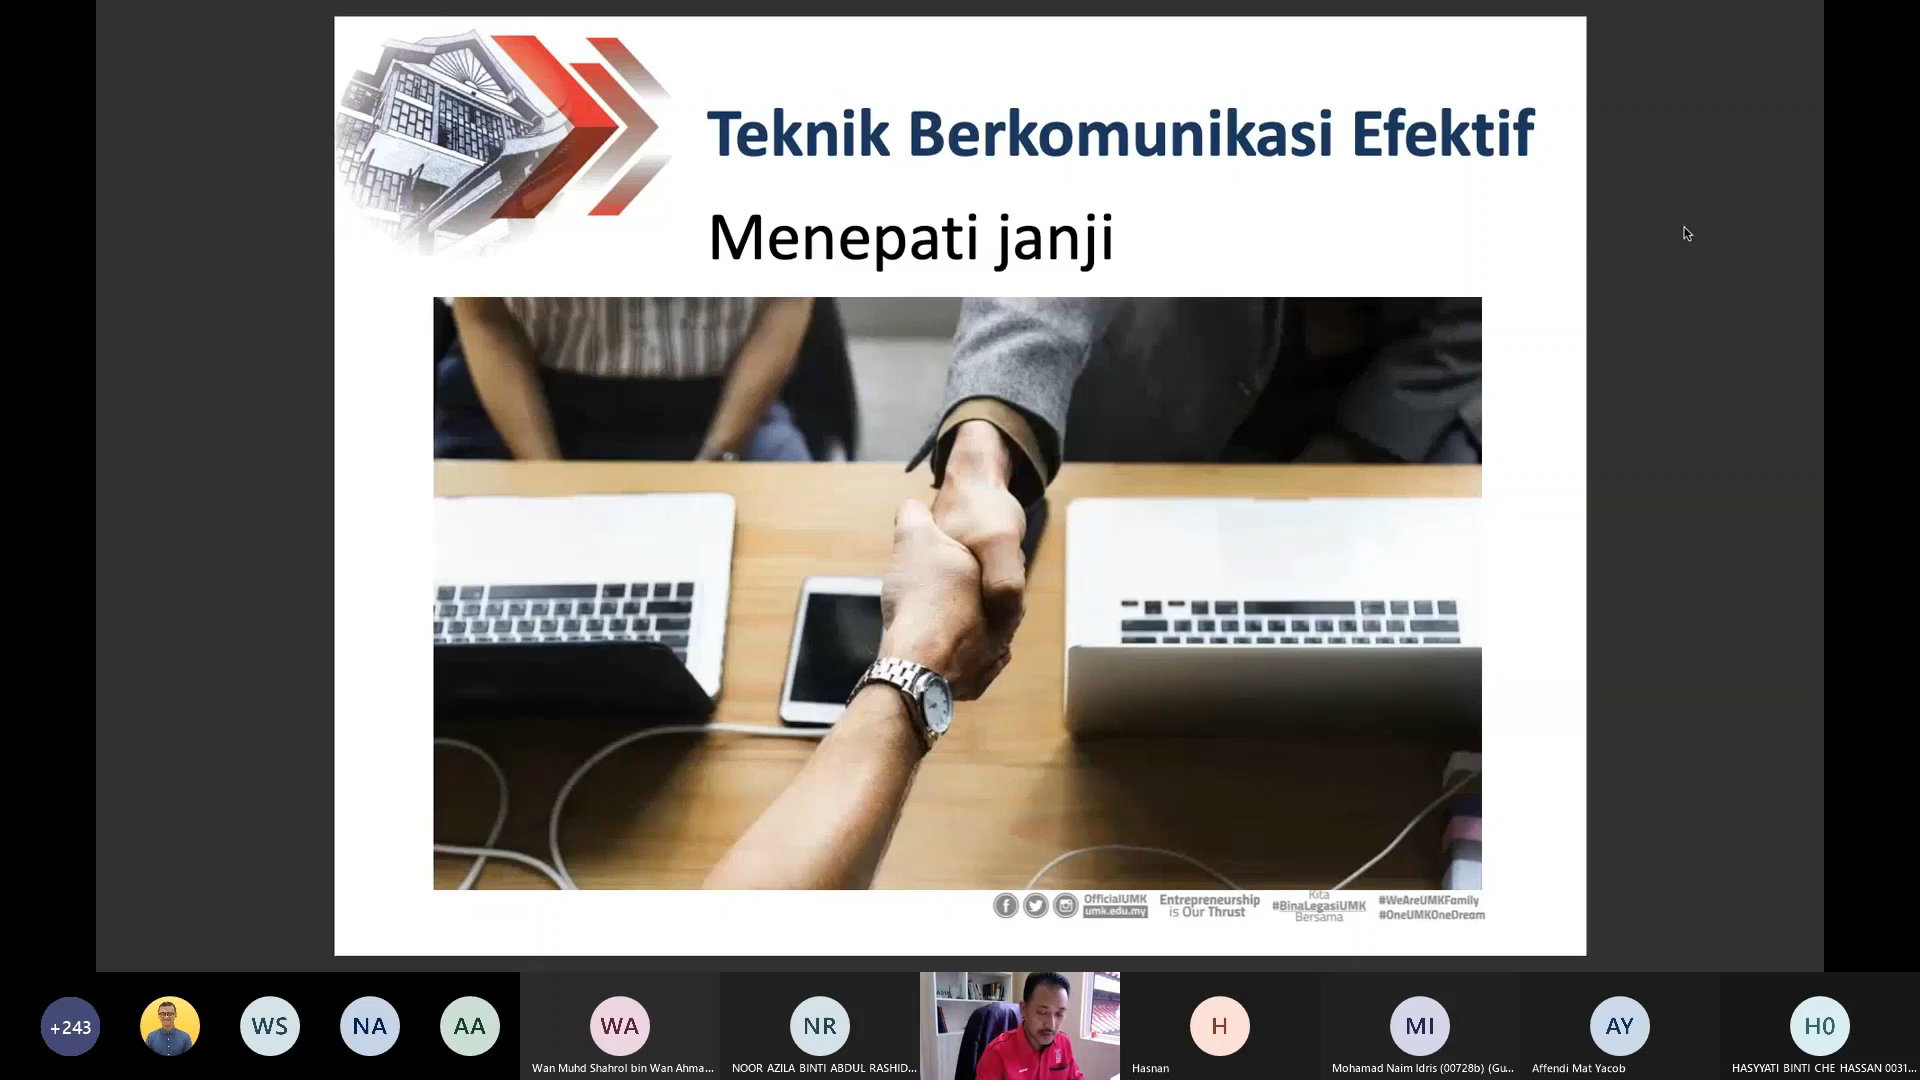 Teknik Berkomunikasi Efektif
Menepati janji
OfficialUMK
umk.edu.my
Entrepreneurship
is Our Thrust
Kita
#BinaLegasiUMK
Bersama
#WeAreUMKFamily
#OneUMKOneDream
+243
WS
NA
AA
WA
NR
H
MI
AY
H0
Wan Muhd Shahrol bin Wan Ahma...
NOOR AZILA BINTI ABDUL RASHID...
Hasnan
Mohamad Naim Idris (00728b) (Gu...
Affendi Mat Yacob
HASYYATI BINTI CHE HASSAN 0031...